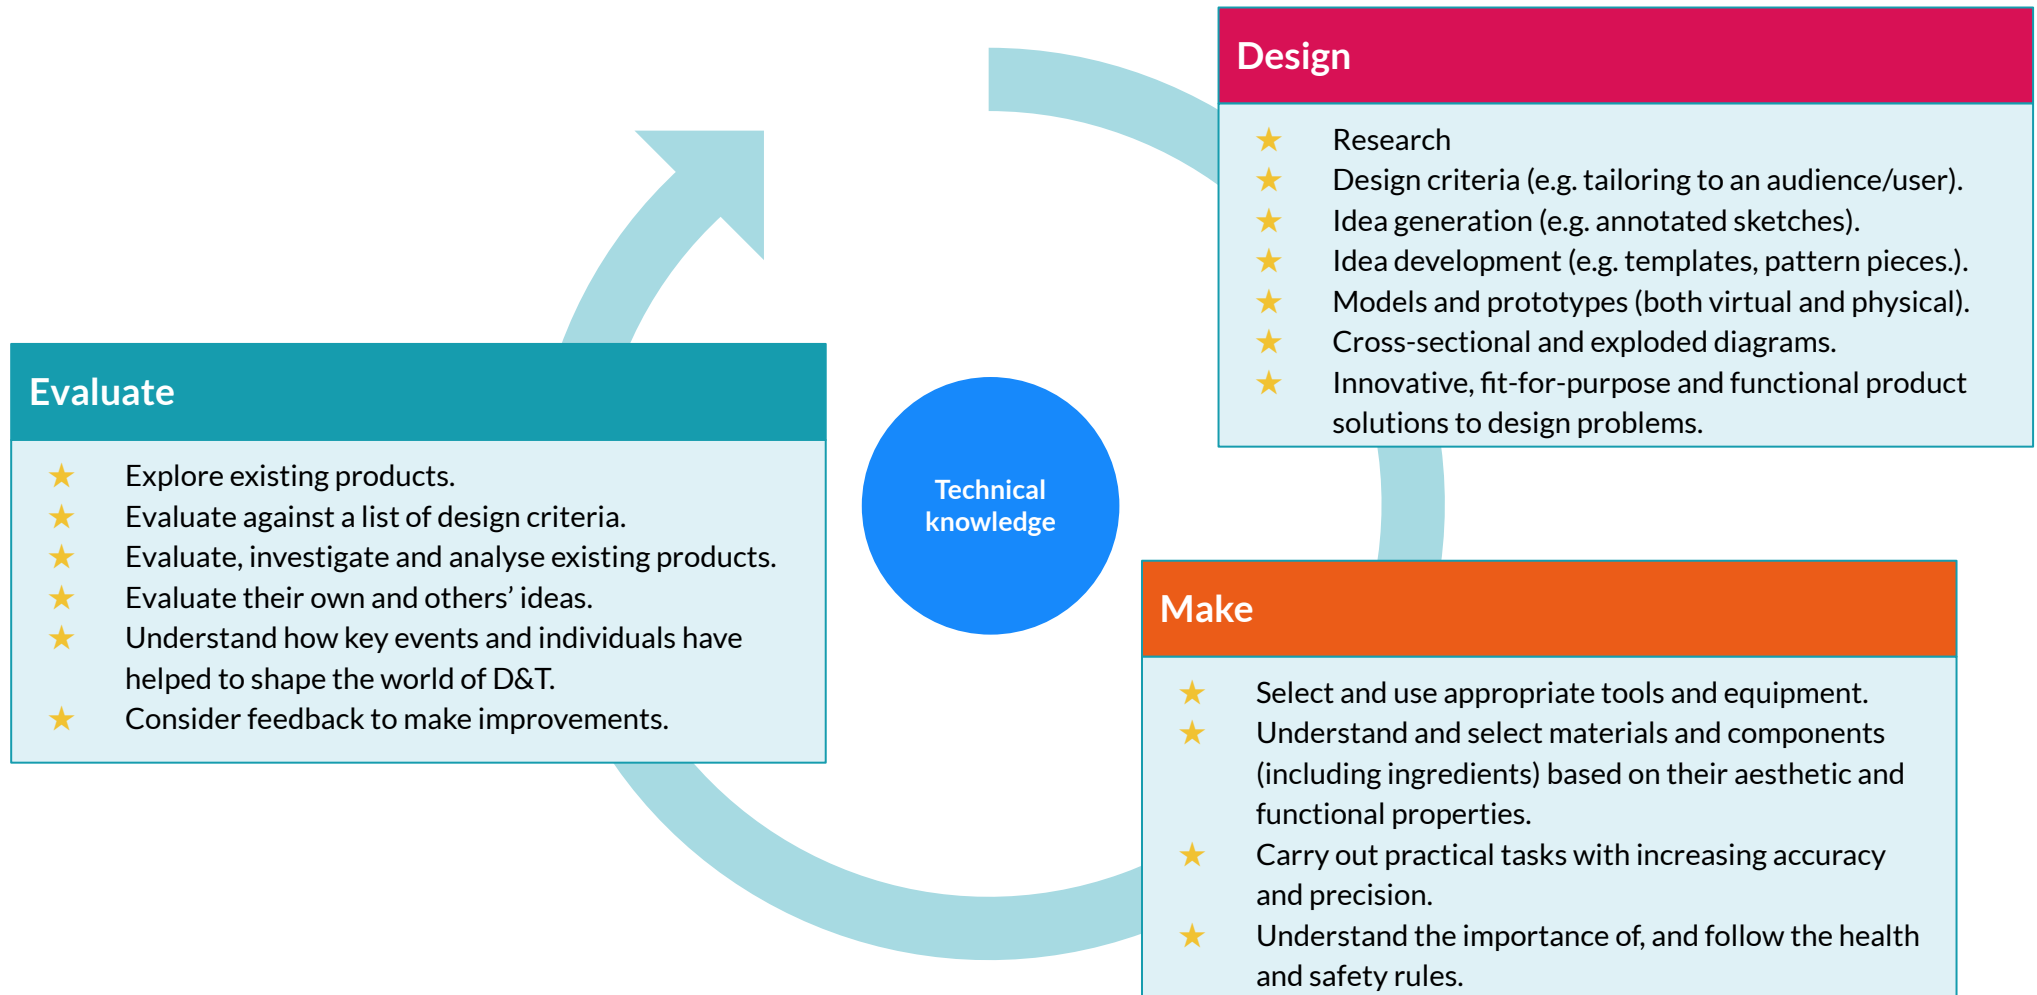 Design
★ Research
★ Design criteria (e.g. tailoring to an audience/user).
★ Idea generation (e.g. annotated sketches).
★ Idea development (e.g. templates, pattern pieces.).
★ Models and prototypes (both virtual and physical).
★ Cross-sectional and exploded diagrams.
★ Innovative, fit-for-purpose and functional product
solutions to design problems.
Make
★ Select and use appropriate tools and equipment.
★ Understand and select materials and components
(including ingredients) based on their aesthetic and
functional properties.
★ Carry out practical tasks with increasing accuracy
and precision.
★ Understand the importance of, and follow the health
and safety rules.
Evaluate
★ Explore existing products.
★ Evaluate against a list of design criteria.
★ Evaluate, investigate and analyse existing products.
★ Evaluate their own and others’ ideas.
★ Understand how key events and individuals have
helped to shape the world of D&T.
★ Consider feedback to make improvements.
Technical
knowledge